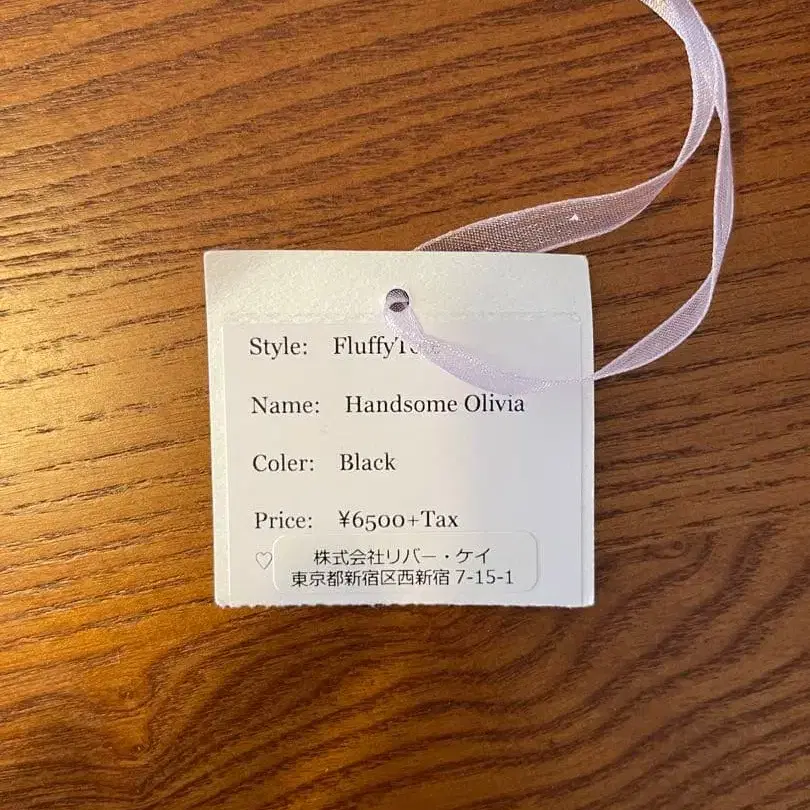 Style: 
Name: Handsome Olivia
Coler: Black
Price: ¥6500+Tax
♡ 株式会社リバー・ケイ
東京都新宿区西新宿 7-15-1